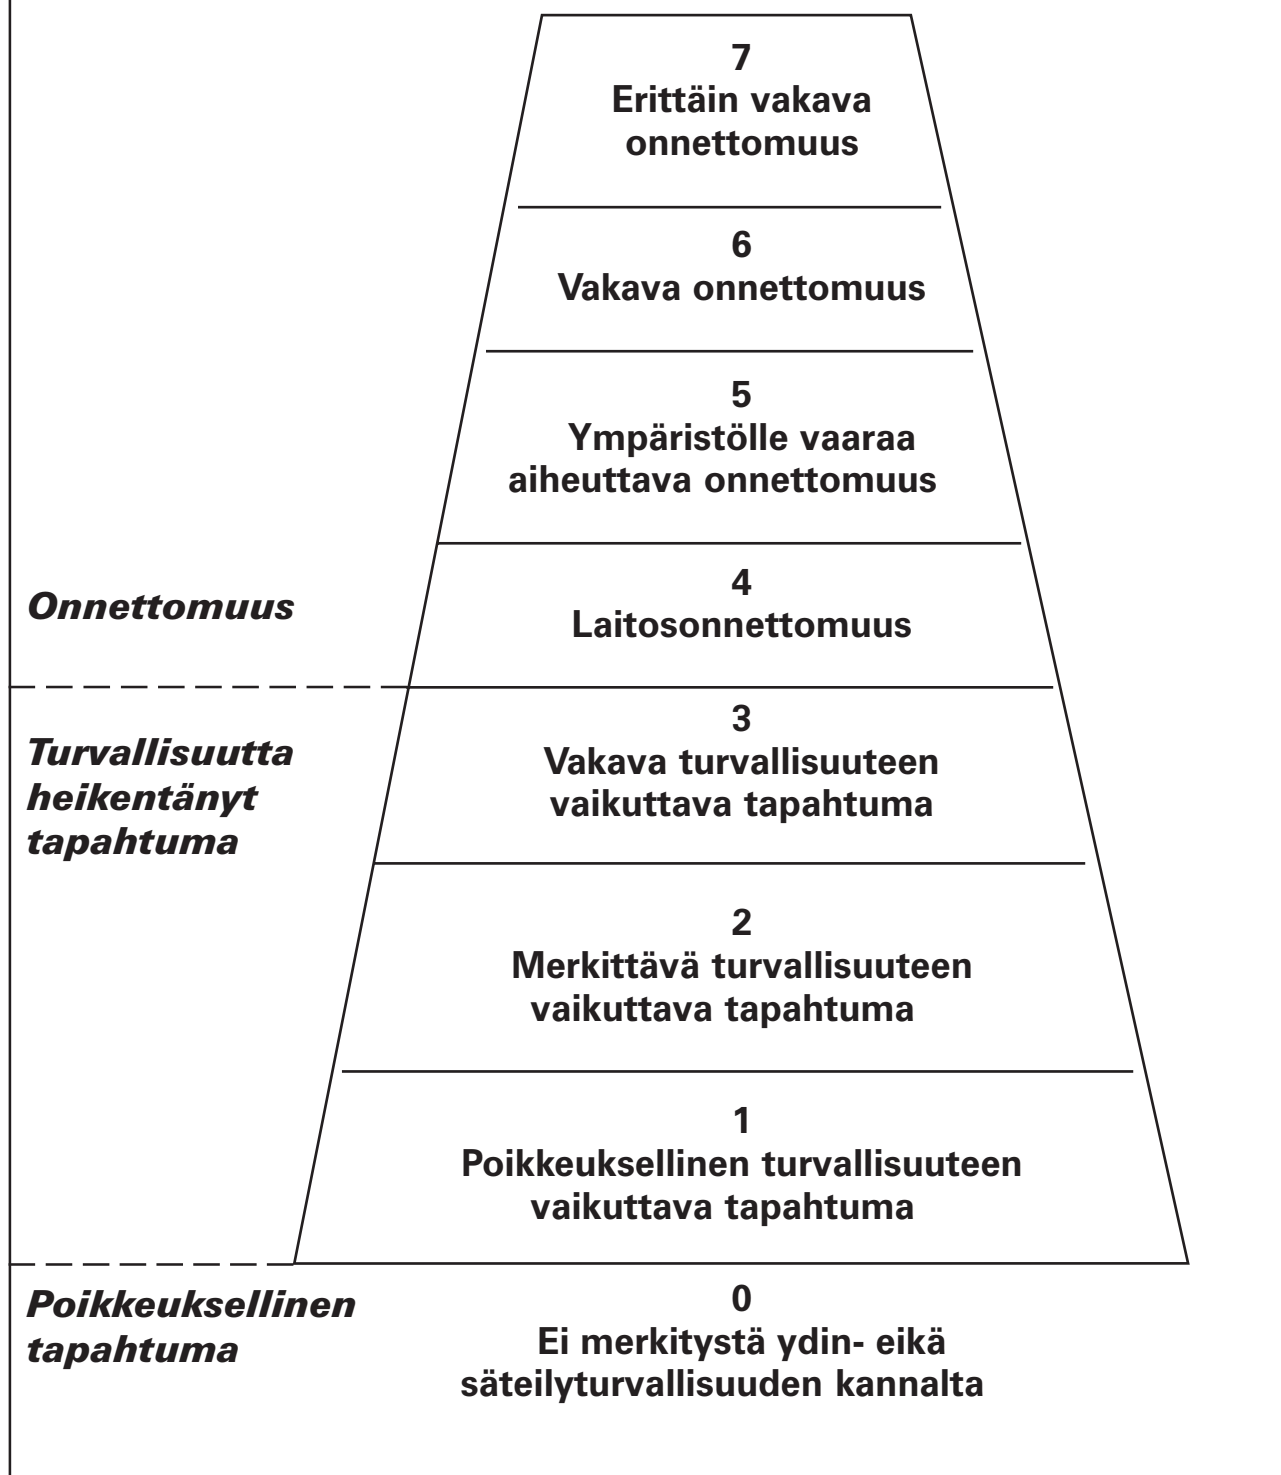 7
Erittäin vakava
onnettomuus
6
Vakava onnettomuus
5
Ympäristölle vaaraa
aiheuttava onnettomuus
Onnettomuus
4
Laitosonnettomuus
Turvallisuutta
heikentänyt
tapahtuma
3
Vakava turvallisuuteen
vaikuttava tapahtuma
2
Merkittävä turvallisuuteen
vaikuttava tapahtuma
1
Poikkeuksellinen turvallisuuteen
vaikuttava tapahtuma
Poikkeuksellinen
tapahtuma
0
Ei merkitystä ydin- eikä
säteilyturvallisuuden kannalta